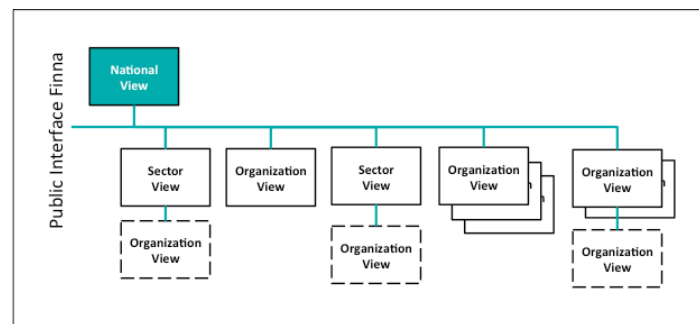 Public Interface Finna
National
View
Sector
View
Organization
View
Sector
View
Organization
View
Organization
View
Organization
View
Organization
View
Organization
View